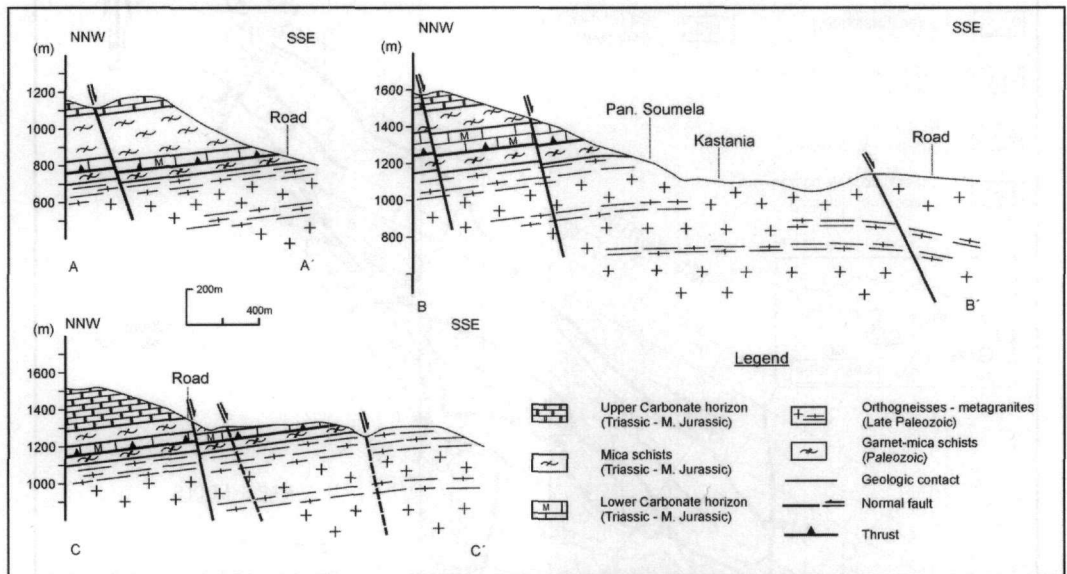 NNW SSE
(m)
1200
1000
800
600
Road
A A´
NNW SSE
(m)
1600
1400
1200
1000
800
Pan. Soumela
Kastania
Road
M
B B´
200m
400m
NNW SSE
(m)
1600
1400
1200
1000
Road
M M
C C´
Legend
Upper Carbonate horizon
(Triassic - M. Jurassic)
Mica schists
(Triassic - M. Jurassic)
M
Lower Carbonate horizon
(Triassic - M. Jurassic)
Orthogneisses - metagranites
(Late Paleozoic)
Garnet-mica schists
(Paleozoic)
Geologic contact
Normal fault
Thrust